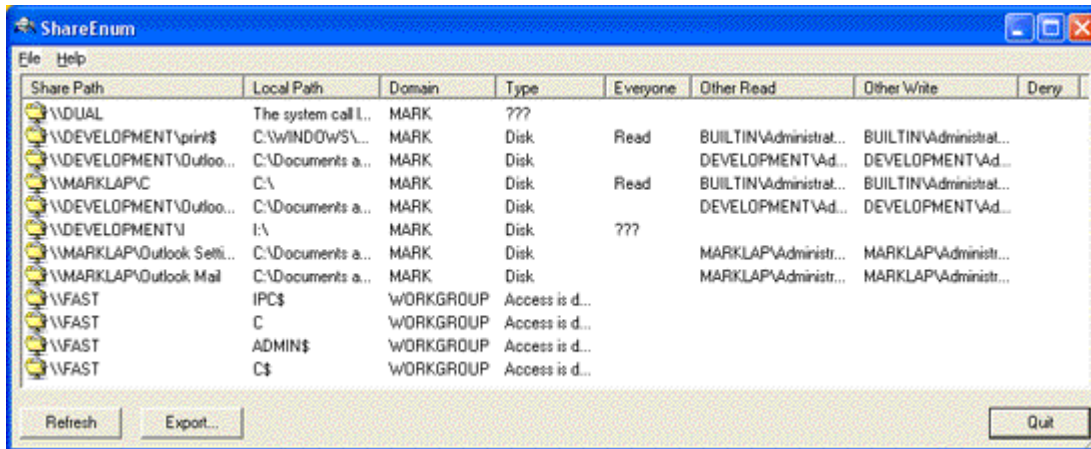 ShareEnum
File Help
Share Path Local Path Domain Type Everyone Other Read Other Write Deny
\\DUAL The system call l... MARK ???
\\DEVELOPMENT\print$ C:\WINDOWS\... MARK Disk Read BUILTIN\Administrat... BUILTIN\Administrat...
\\DEVELOPMENT\Outloo... C:\Documents a... MARK Disk DEVELOPMENT\Ad... DEVELOPMENT\Ad...
\\MARKLAP\C C:\ MARK Disk Read BUILTIN\Administrat... BUILTIN\Administrat...
\\DEVELOPMENT\Outloo... C:\Documents a... MARK Disk DEVELOPMENT\Ad... DEVELOPMENT\Ad...
\\DEVELOPMENT\I I:\ MARK Disk ???
\\MARKLAP\Outlook Setti... C:\Documents a... MARK Disk MARKLAP\Administr... MARKLAP\Administr...
\\MARKLAP\Outlook Mail C:\Documents a... MARK Disk MARKLAP\Administr... MARKLAP\Administr...
\\FAST IPC$ WORKGROUP Access is d...
\\FAST C WORKGROUP Access is d...
\\FAST ADMIN$ WORKGROUP Access is d...
\\FAST C$ WORKGROUP Access is d...
Refresh Export... Quit